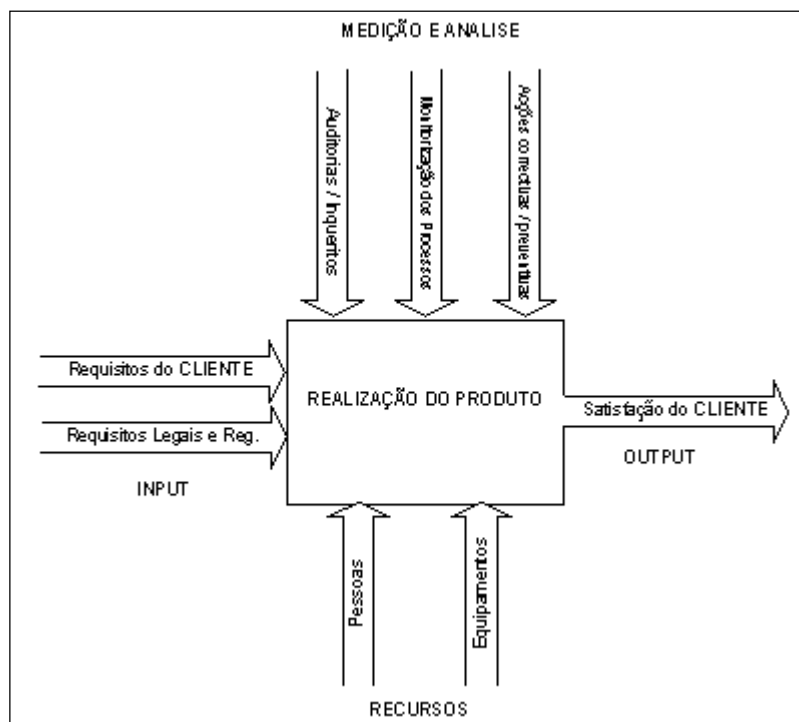 MEDIÇÃO E ANALISE
Auditorias / Inqueritos
Monitorização dos Processos
Acções correctivas / preventivas
Requisitos do CLIENTE
REALIZAÇÃO DO PRODUTO
Satisfação do CLIENTE
Requisitos Legais e Reg.
OUTPUT
INPUT
Pessoas
Equipamentos
RECURSOS